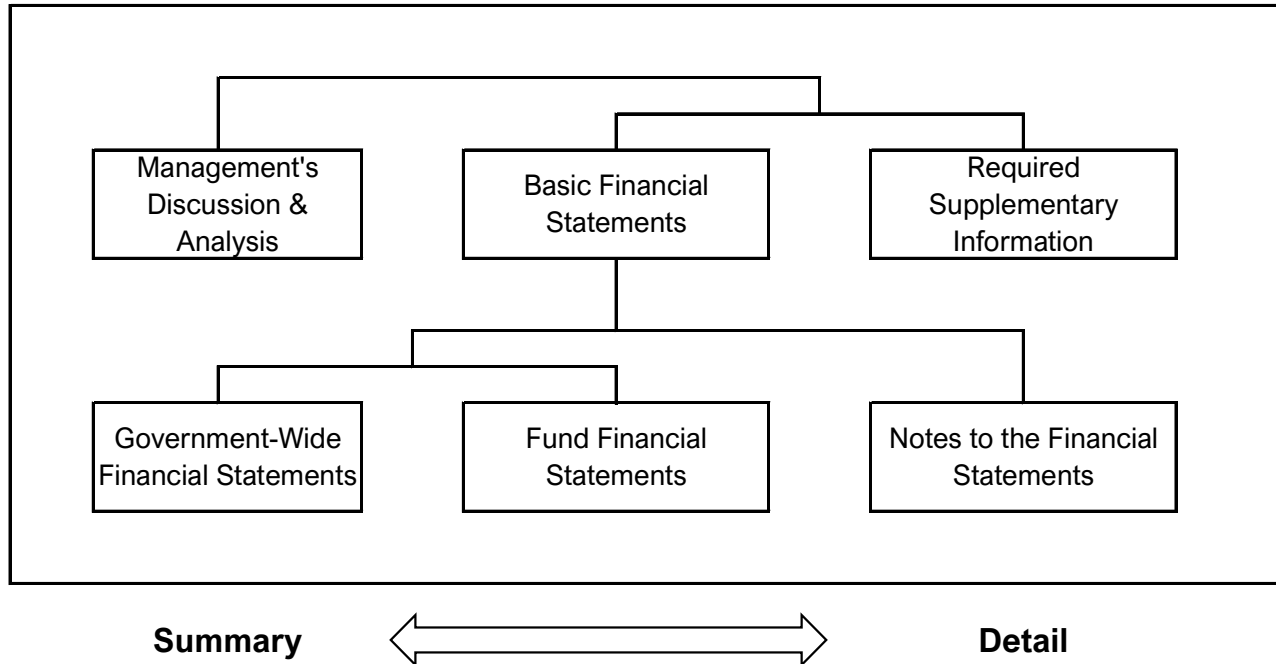 Management's
Discussion &
Analysis
Basic Financial
Statements
Required
Supplementary
Information
Government-Wide
Financial Statements
Fund Financial
Statements
Notes to the Financial
Statements
Summary
Detail